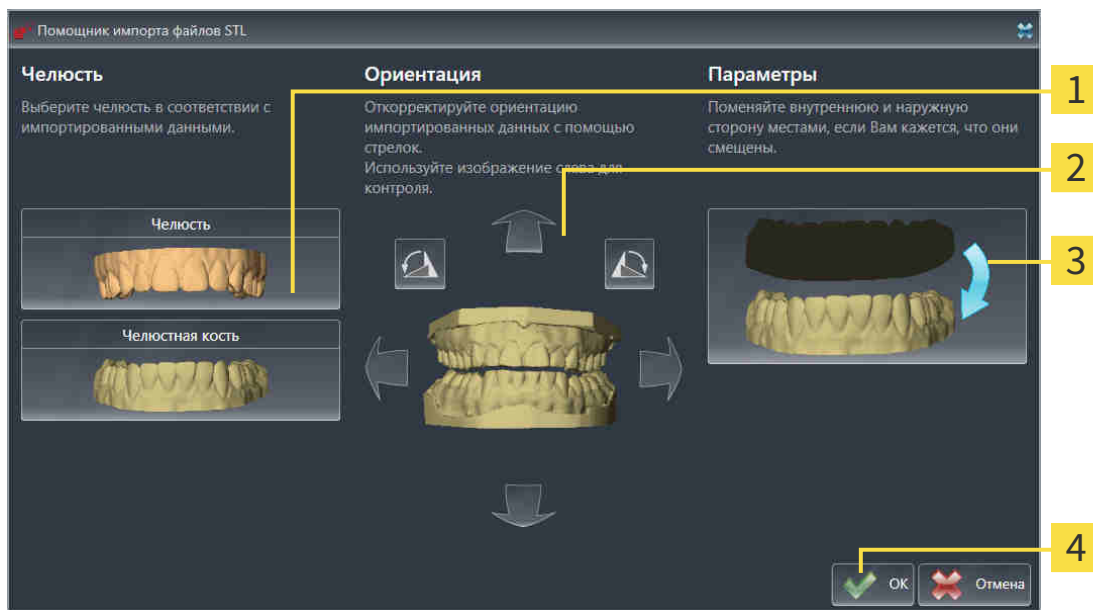 Помощник импорта файлов STL
Челюсть
Выберите челюсть в соответствии с
импортированными данными.
Ориентация
Откорректируйте ориентацию
импортированных данных с помощью
стрелок.
Используйте изображение слева для
контроля.
Параметры
Поменяйте внутреннюю и наружную
сторону местами, если Вам кажется, что они
смещены.
Челюсть
Челюстная кость
ОК
Отмена
1
2
3
4